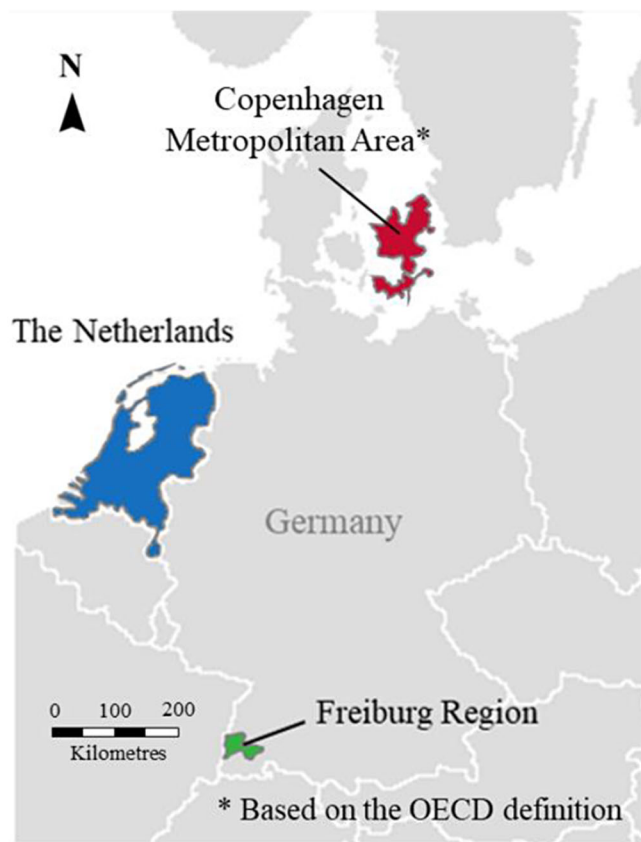 N
Copenhagen
Metropolitan Area*
The Netherlands
Germany
0 100 200
Kilometres
Freiburg Region
* Based on the OECD definition